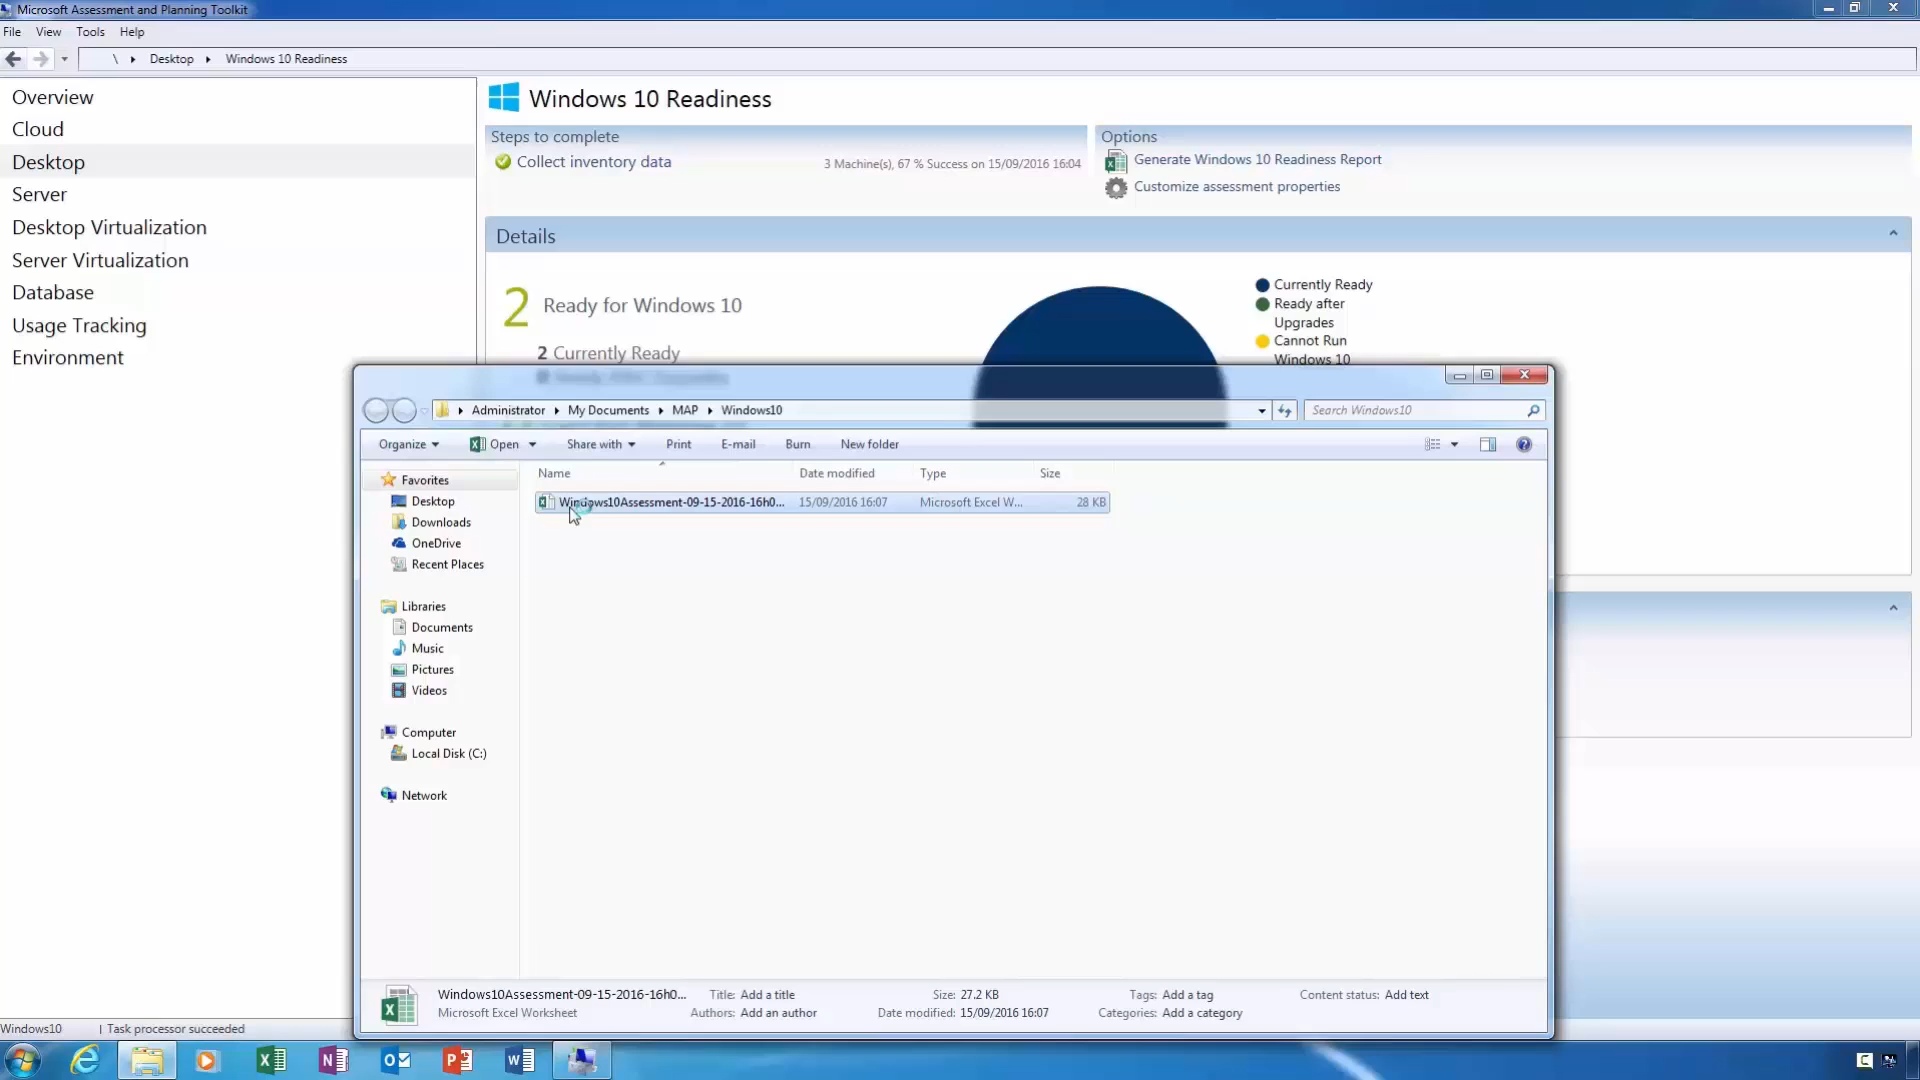 Microsoft Assessment and Planning Toolkit
File View Tools Help
\ Desktop Windows 10 Readiness
Overview
Cloud
Desktop
Server
Desktop Virtualization
Server Virtualization
Database
Usage Tracking
Environment
Windows 10 Readiness
Steps to complete
Collect inventory data
3 Machine(s), 67 % Success on 15/09/2016 16:04
Options
Generate Windows 10 Readiness Report
Customize assessment properties
Details
2 Ready for Windows 10
2 Currently Ready
Currently Ready
Ready after
Upgrades
Cannot Run
Windows 10
Administrator My Documents MAP Windows10
Search Windows10
Organize Open Share with Print E-mail Burn New folder
Name Date modified Type Size
Windows10Assessment-09-15-2016-16h0... 15/09/2016 16:07 Microsoft Excel W... 28 KB
Favorites
Desktop
Downloads
OneDrive
Recent Places
Libraries
Documents
Music
Pictures
Videos
Computer
Local Disk (C:)
Network
Windows10Assessment-09-15-2016-16h0... Title: Add a title Size: 27.2 KB Tags: Add a tag Content status: Add text
Microsoft Excel Worksheet Authors: Add an author Date modified: 15/09/2016 16:07 Categories: Add a category
Windows10 | Task processor succeeded